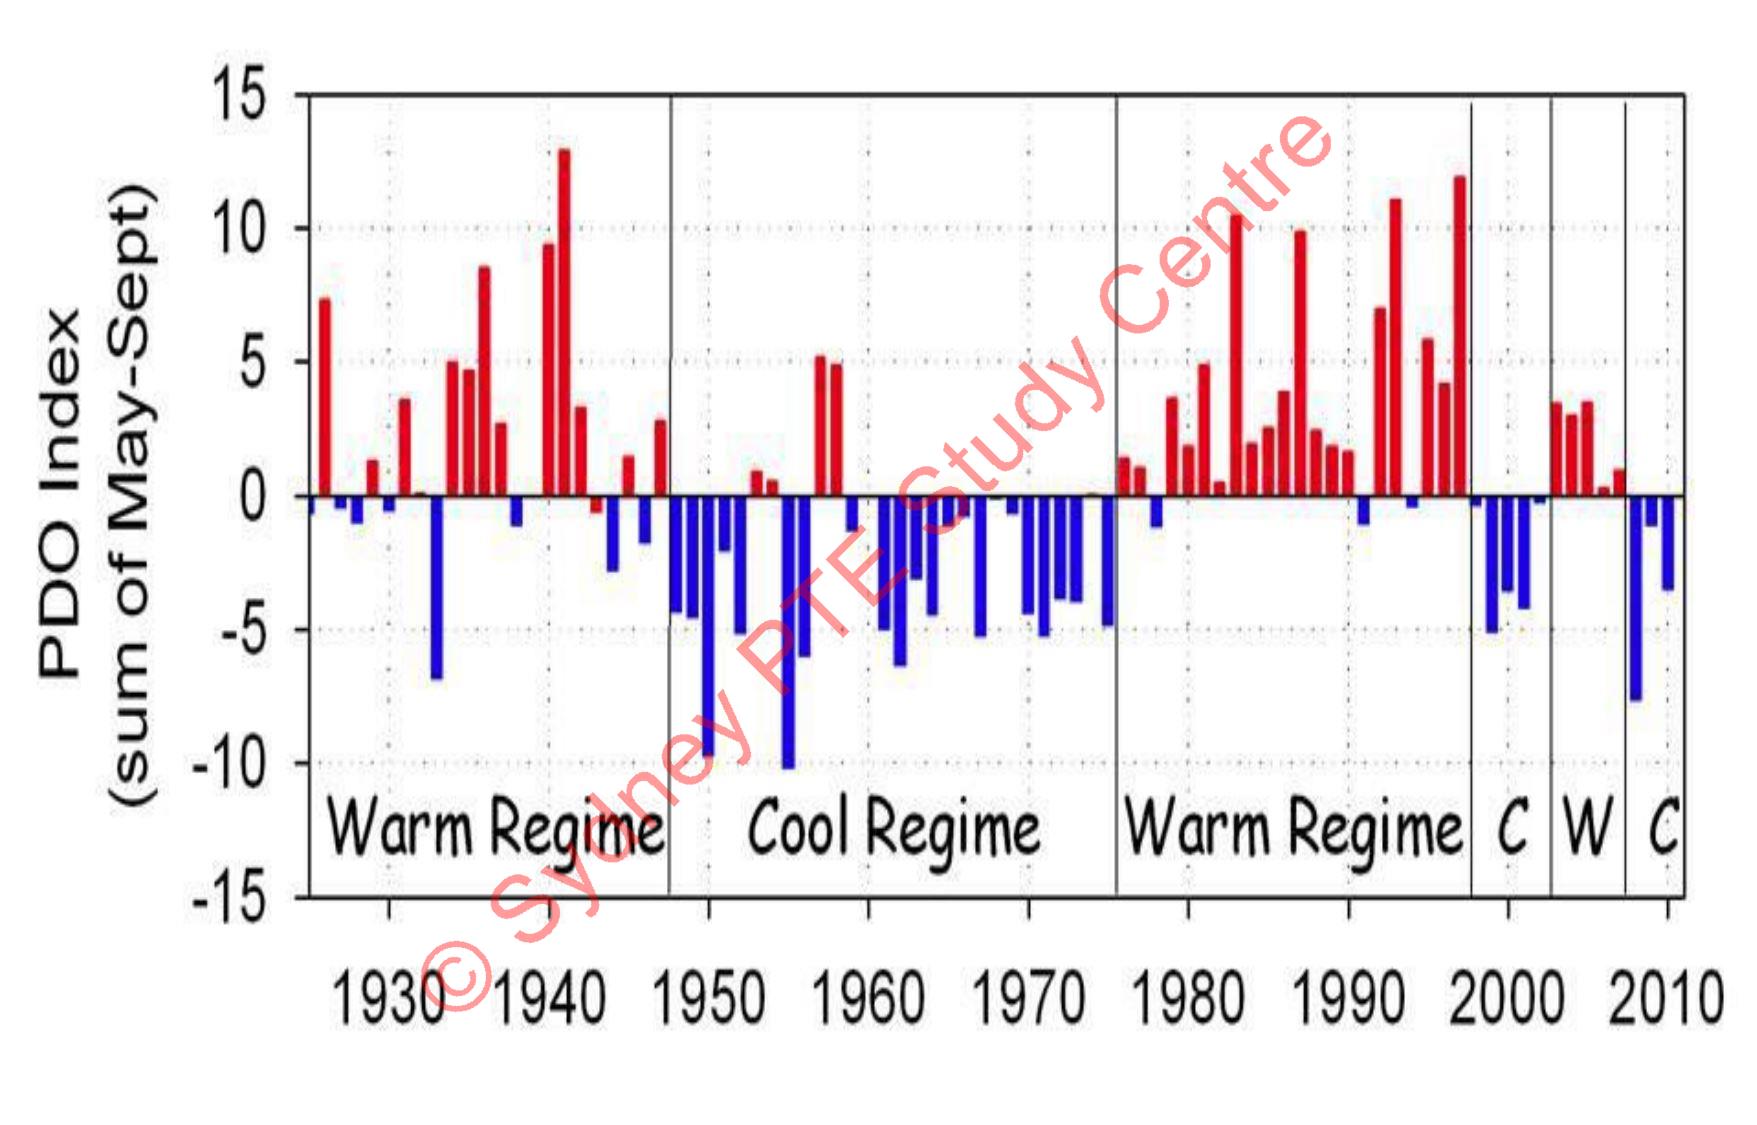 PDO Index
(sum of May-Sept)
15
10
5
0
-5
-10
-15
Warm Regime Cool Regime Warm Regime C W C
1930 1940 1950 1960 1970 1980 1990 2000 2010
© Sydney PTE Study Centre